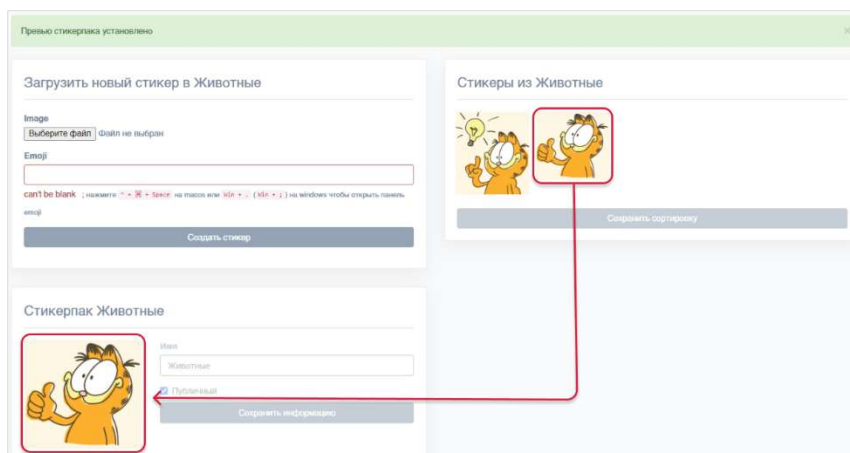 Превью стикерпака установлено
×
Загрузить новый стикер в Животные
Image
Выберите файл Файл не выбран
Emoji
can't be blank ; нажмите ^ + ⌘ + Space на macos или Win + . ( Win + ; ) на windows чтобы открыть панель
emoji
Создать стикер
Стикеры из Животные
Сохранить сортировку
Стикерпак Животные
Имя
Животные
Публичный
Сохранить информацию